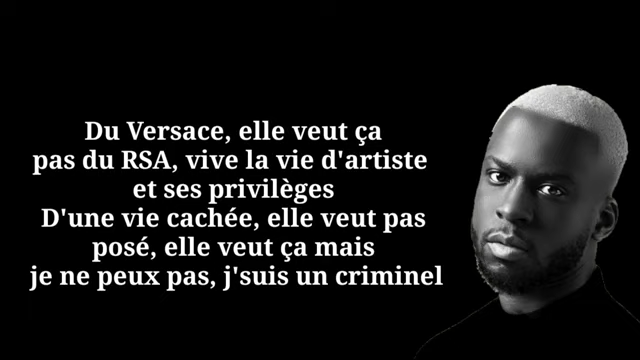 Du Versace, elle veut ça
pas du RSA, vive la vie d'artiste
et ses privilèges
D'une vie cachée, elle veut pas
posé, elle veut ça mais
je ne peux pas, j'suis un criminel